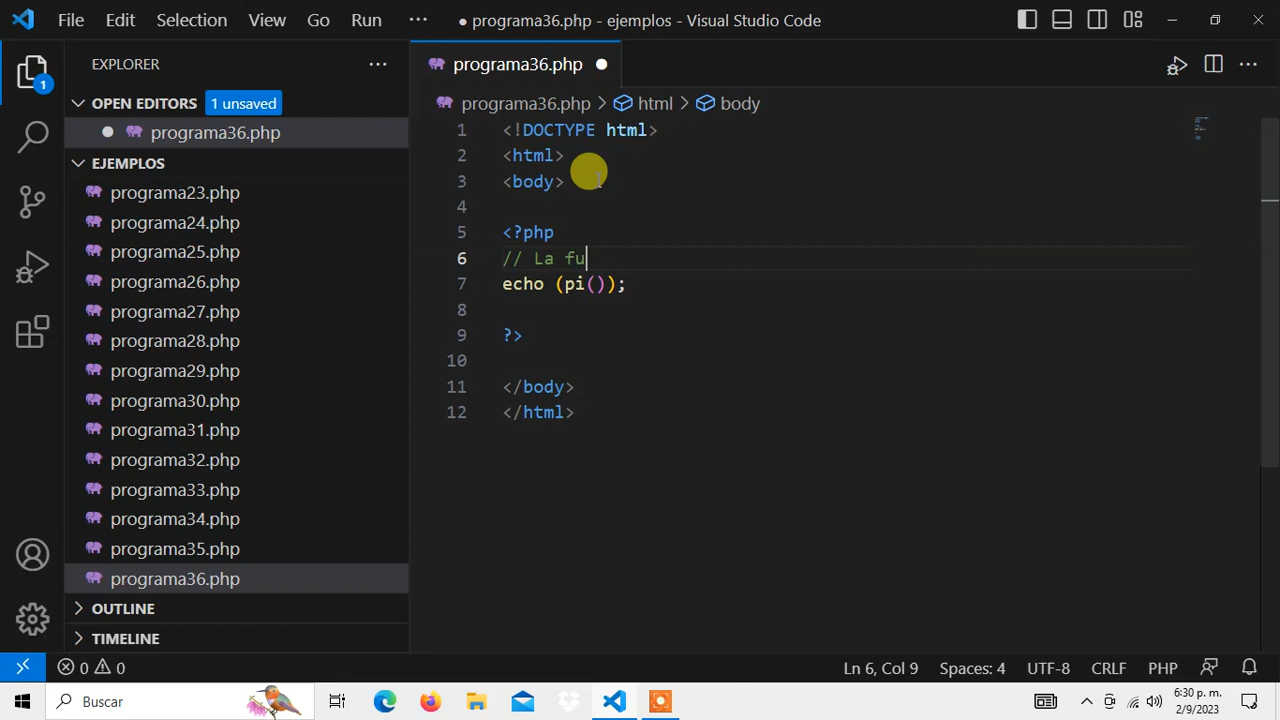 File Edit Selection View Go Run ··· ● programa36.php - ejemplos - Visual Studio Code
EXPLORER ···
programa36.php
OPEN EDITORS 1 unsaved
programa36.php > html > body
programa36.php
EJEMPLOS
programa23.php
programa24.php
programa25.php
programa26.php
programa27.php
programa28.php
programa29.php
programa30.php
programa31.php
programa32.php
programa33.php
programa34.php
programa35.php
programa36.php
OUTLINE
TIMELINE
1 <!DOCTYPE html>
2 <html>
3 <body>
4
5 <?php
6 // La fu
7 echo (pi());
8
9 ?>
10
11 </body>
12 </html>
1
0 0 Ln 6, Col 9 Spaces: 4 UTF-8 CRLF PHP
Buscar
6:30 p. m.
2/9/2023